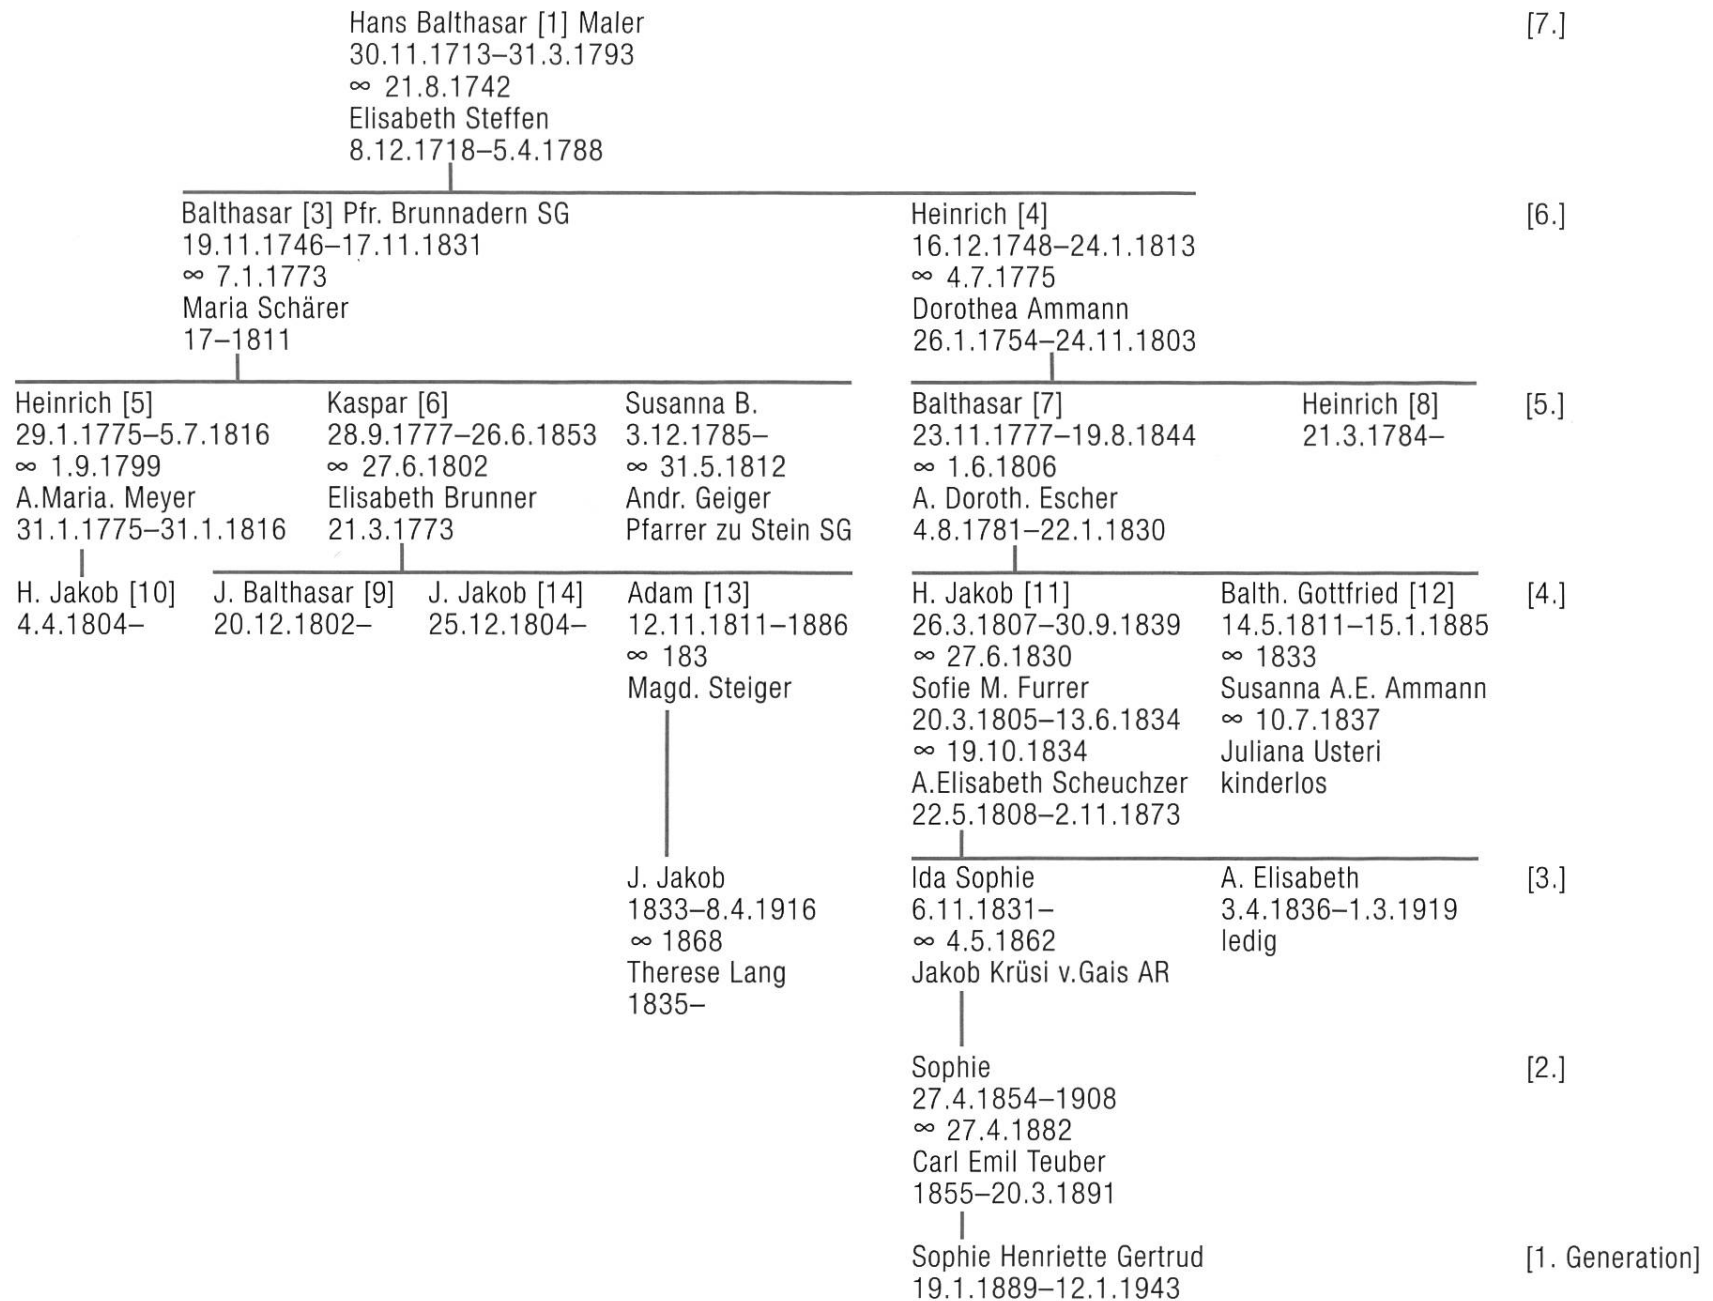 Hans Balthasar [1] Maler
30.11.1713–31.3.1793
∞ 21.8.1742
Elisabeth Steffen
8.12.1718–5.4.1788
[7.]
Balthasar [3] Pfr. Brunnadern SG
19.11.1746–17.11.1831
∞ 7.1.1773
Maria Schärer
17–1811
Heinrich [4]
16.12.1748–24.1.1813
∞ 4.7.1775
Dorothea Ammann
26.1.1754–24.11.1803
[6.]
Heinrich [5]
29.1.1775–5.7.1816
∞ 1.9.1799
A.Maria. Meyer
31.1.1775–31.1.1816
Kaspar [6]
28.9.1777–26.6.1853
∞ 27.6.1802
Elisabeth Brunner
21.3.1773
Susanna B.
3.12.1785–
∞ 31.5.1812
Andr. Geiger
Pfarrer zu Stein SG
Balthasar [7]
23.11.1777–19.8.1844
∞ 1.6.1806
A. Doroth. Escher
4.8.1781–22.1.1830
Heinrich [8]
21.3.1784–
[5.]
H. Jakob [10]
4.4.1804–
J. Balthasar [9]
20.12.1802–
J. Jakob [14]
25.12.1804–
Adam [13]
12.11.1811–1886
∞ 183
Magd. Steiger
H. Jakob [11]
26.3.1807–30.9.1839
∞ 27.6.1830
Sofie M. Furrer
20.3.1805–13.6.1834
∞ 19.10.1834
A.Elisabeth Scheuchzer
22.5.1808–2.11.1873
Balth. Gottfried [12]
14.5.1811–15.1.1885
∞ 1833
Susanna A.E. Ammann
∞ 10.7.1837
Juliana Usteri
kinderlos
[4.]
J. Jakob
1833–8.4.1916
∞ 1868
Therese Lang
1835–
Ida Sophie
6.11.1831–
∞ 4.5.1862
Jakob Krüsi v.Gais AR
A. Elisabeth
3.4.1836–1.3.1919
ledig
[3.]
Sophie
27.4.1854–1908
∞ 27.4.1882
Carl Emil Teuber
1855–20.3.1891
[2.]
Sophie Henriette Gertrud
19.1.1889–12.1.1943
[1. Generation]